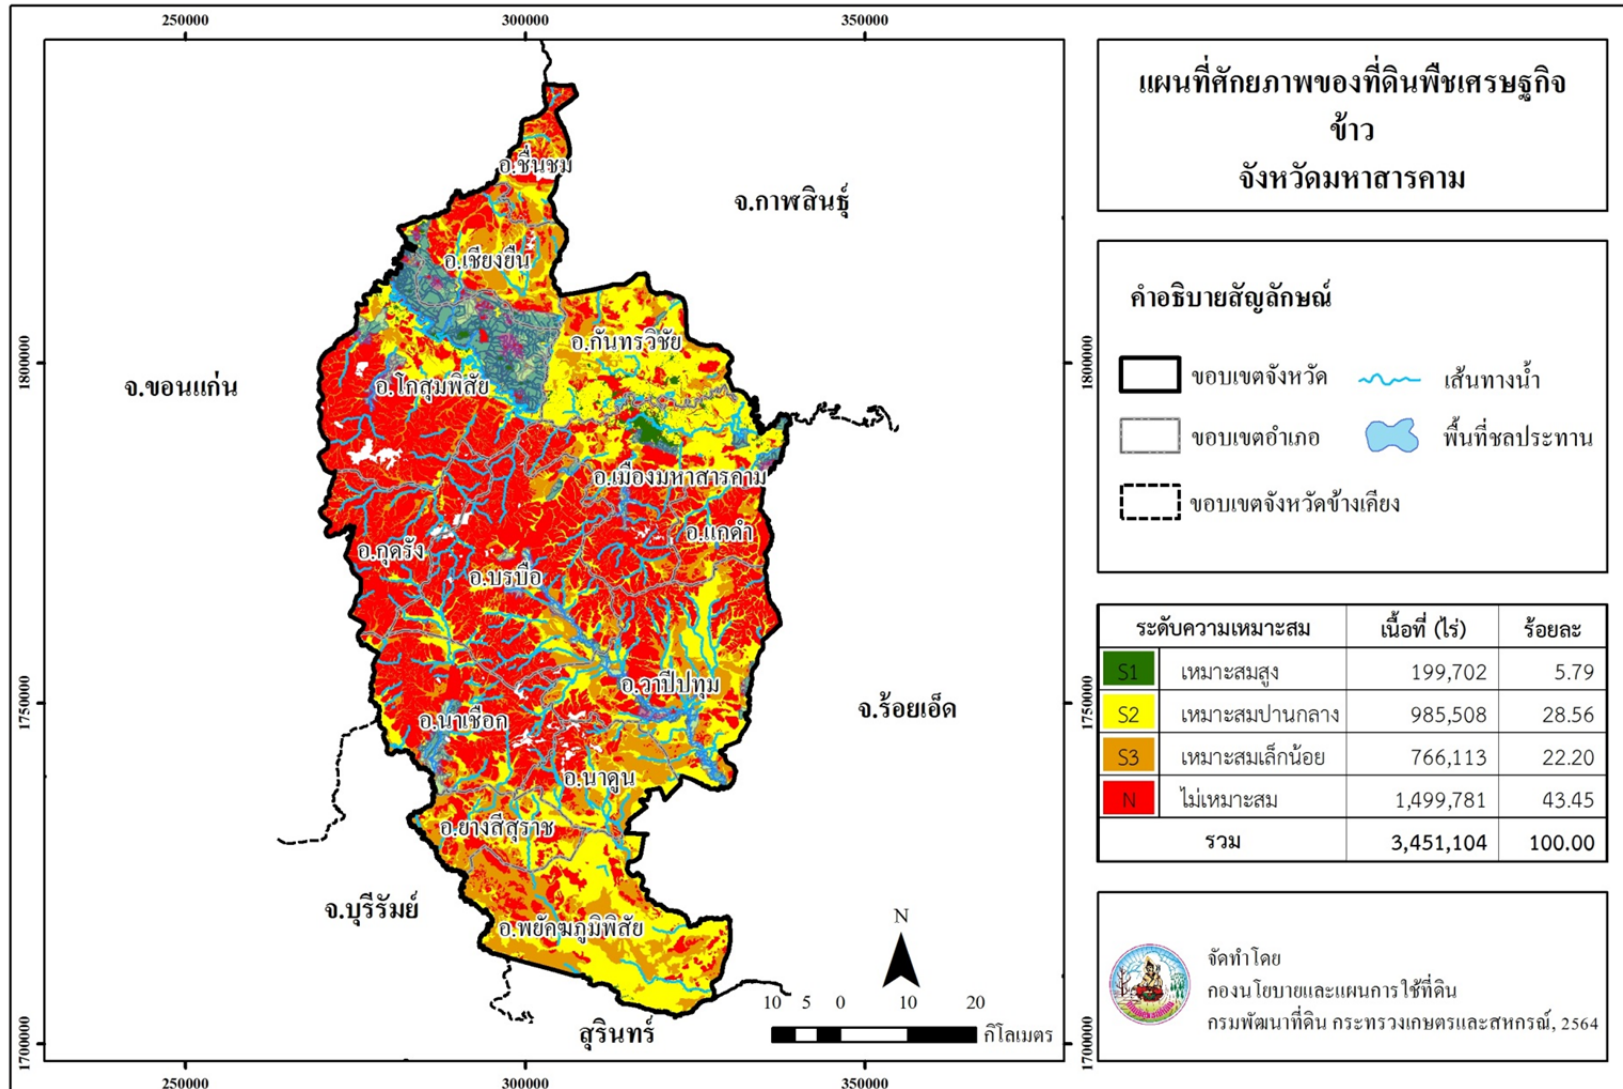 250000 300000 350000
แผนที่ศักยภาพของที่ดินพืชเศรษฐกิจ
ข้าว
จังหวัดมหาสารคาม
อ.ชื่นชม
จ.กาฬสินธุ์
อ.เชียงยืน
อ.กันทรวิชัย
1800000 1800000
จ.ขอนแก่น
อ.โกสุมพิสัย
อ.เมืองมหาสารคาม
อ.แกดำ
อ.กุดรัง
อ.บรบือ
อ.วาปีปทุม
จ.ร้อยเอ็ด
1750000 1750000
อ.นาเชือก
อ.นาดูน
อ.ยางสีสุราช
จ.บุรีรัมย์
อ.พยัคฆภูมิพิสัย
สุรินทร์
N
10 5 0 10 20
กิโลเมตร
1700000 1700000
250000 300000 350000
คำอธิบายสัญลักษณ์
ขอบเขตจังหวัด เส้นทางน้ำ
ขอบเขตอำเภอ พื้นที่ชลประทาน
ขอบเขตจังหวัดข้างเคียง
ระดับความเหมาะสม เนื้อที่ (ไร่) ร้อยละ
S1 เหมาะสมสูง 199,702 5.79
S2 เหมาะสมปานกลาง 985,508 28.56
S3 เหมาะสมเล็กน้อย 766,113 22.20
N ไม่เหมาะสม 1,499,781 43.45
รวม 3,451,104 100.00
จัดทำโดย
กองนโยบายและแผนการใช้ที่ดิน
กรมพัฒนาที่ดิน กระทรวงเกษตรและสหกรณ์, 2564